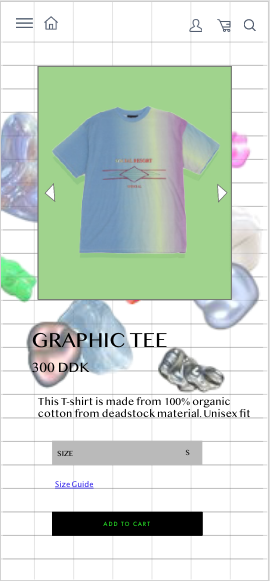 GRAPHIC TEE
300 DDK
This T-shirt is made from 100% organic
cotton from deadstock material. Unisex fit
SIZE S
Size Guide
ADD TO CART